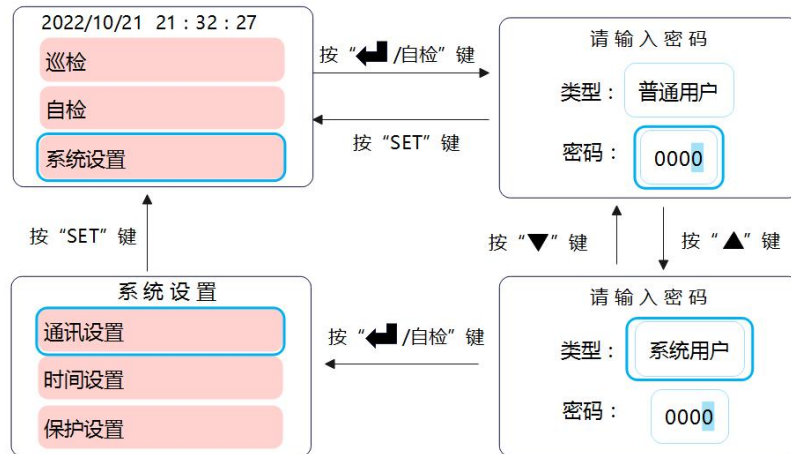 2022/10/21 21：32：27
巡检
自检
系统设置
按“ /自检”键
按“SET”键
请输入密码
类型： 普通用户
密码： 0000
按“SET”键
按“▼”键
按“▲”键
系统设置
通讯设置
时间设置
保护设置
按“ /自检”键
请输入密码
类型： 系统用户
密码： 0000